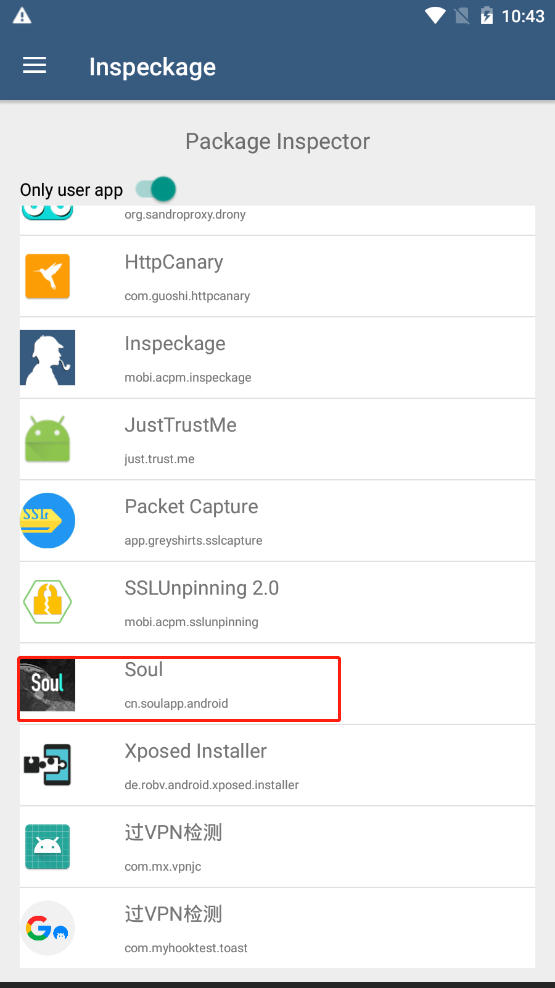 10:43
Inspeckage
Package Inspector
Only user app
org.sandroproxy.drony
HttpCanary
com.guoshi.httpcanary
Inspeckage
mobi.acpm.inspeckage
JustTrustMe
just.trust.me
SSL
Packet Capture
app.greyshirts.sslcapture
SSLUnpinning 2.0
mobi.acpm.sslunpinning
Soul
Soul
cn.soulapp.android
Xposed Installer
de.robv.android.xposed.installer
过VPN检测
com.mx.vpnjc
过VPN检测
com.myhooktest.toast